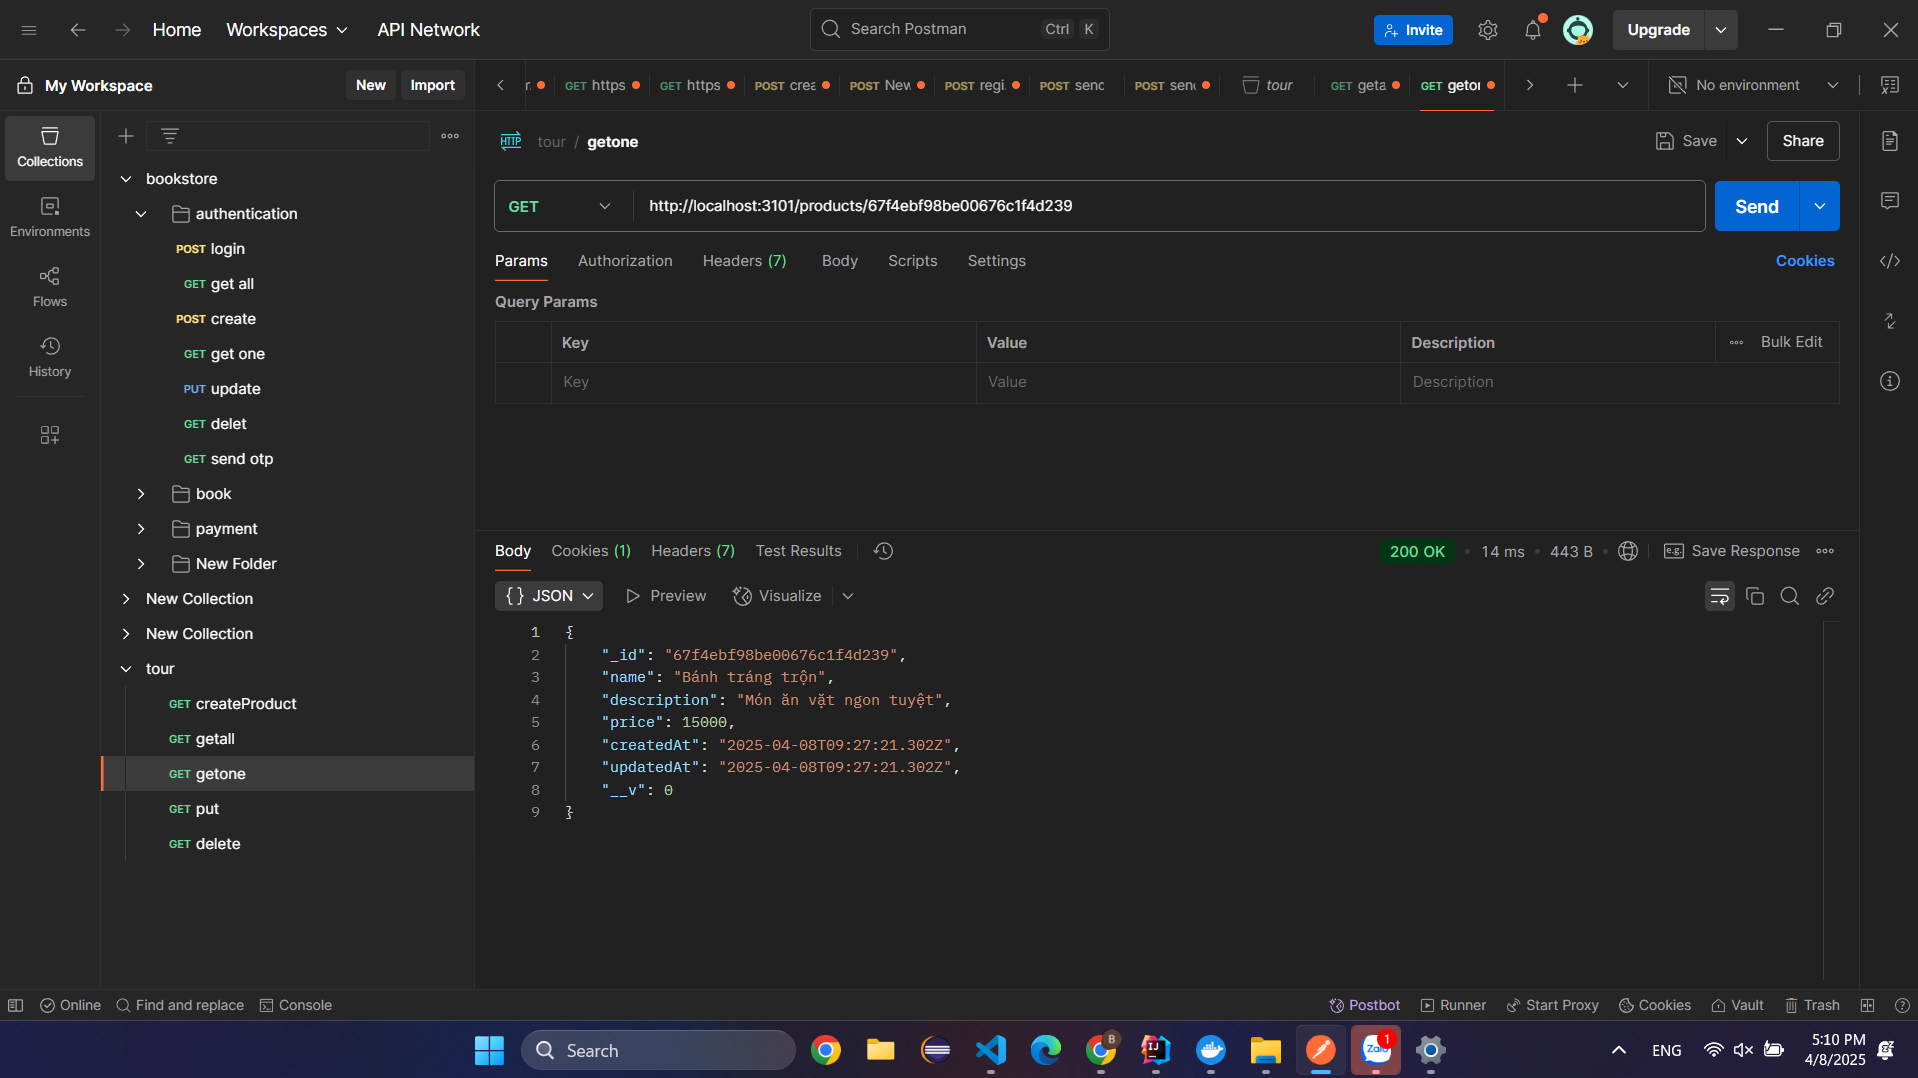 Home Workspaces API Network Search Postman Ctrl K Invite Upgrade
My Workspace New Import
GET https GET https POST crea POST New POST regi POST send POST send tour GET geta GET getor No environment
Collections
Environments
Flows
History
bookstore
authentication
POST login
GET get all
POST create
GET get one
PUT update
GET delet
GET send otp
book
payment
New Folder
New Collection
New Collection
tour
GET createProduct
GET getall
GET getone
GET put
GET delete
HTTP tour / getone Save Share
GET http://localhost:3101/products/67f4ebf98be00676c1f4d239 Send
Params Authorization Headers (7) Body Scripts Settings Cookies
Query Params
Key Value Description Bulk Edit
Key Value Description
Body Cookies (1) Headers (7) Test Results 200 OK • 14 ms • 443 B • e.g. Save Response
{} JSON Preview Visualize
1 {
2 "_id": "67f4ebf98be00676c1f4d239",
3 "name": "Bánh tráng trộn",
4 "description": "Món ăn vặt ngon tuyệt",
5 "price": 15000,
6 "createdAt": "2025-04-08T09:27:21.302Z",
7 "updatedAt": "2025-04-08T09:27:21.302Z",
8 "__v": 0
9 }
Online Find and replace Console Postbot Runner Start Proxy Cookies Vault Trash
Search B IJ Zalo 1 ENG 5:10 PM
4/8/2025